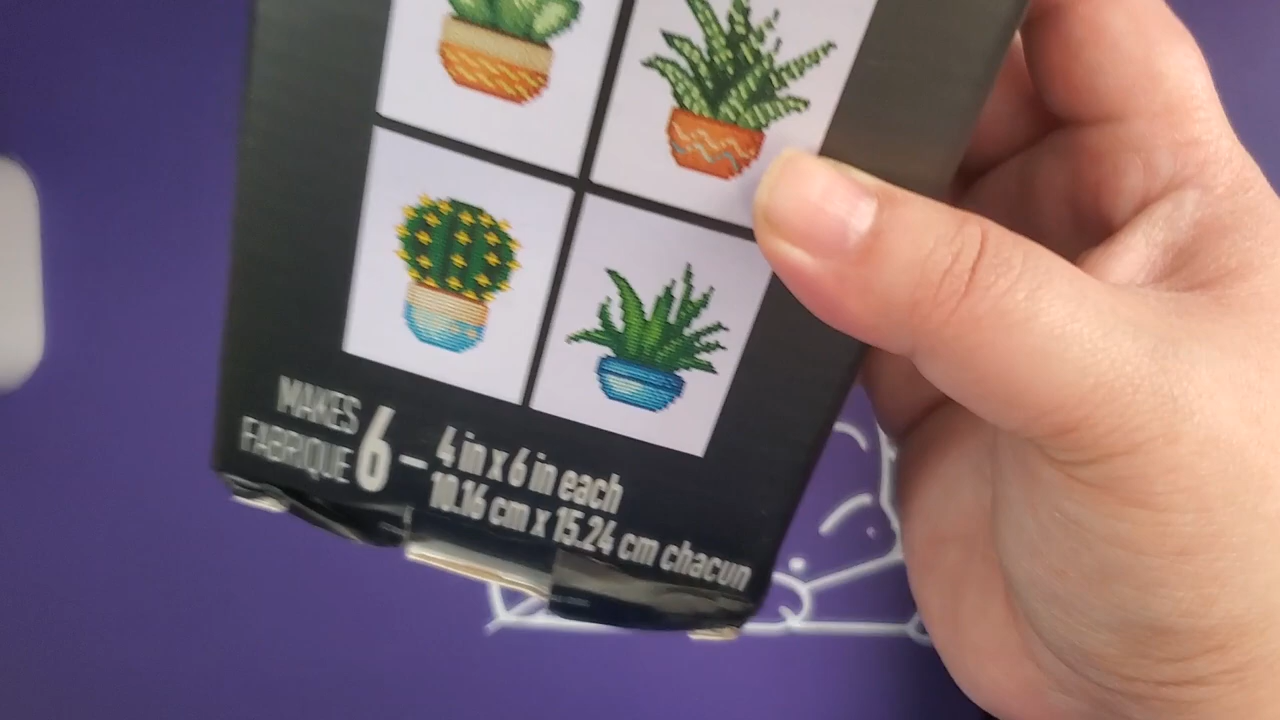 MAKES
FABRIQUE
6 – 4 in x 6 in each
10.16 cm x 15.24 cm chacun